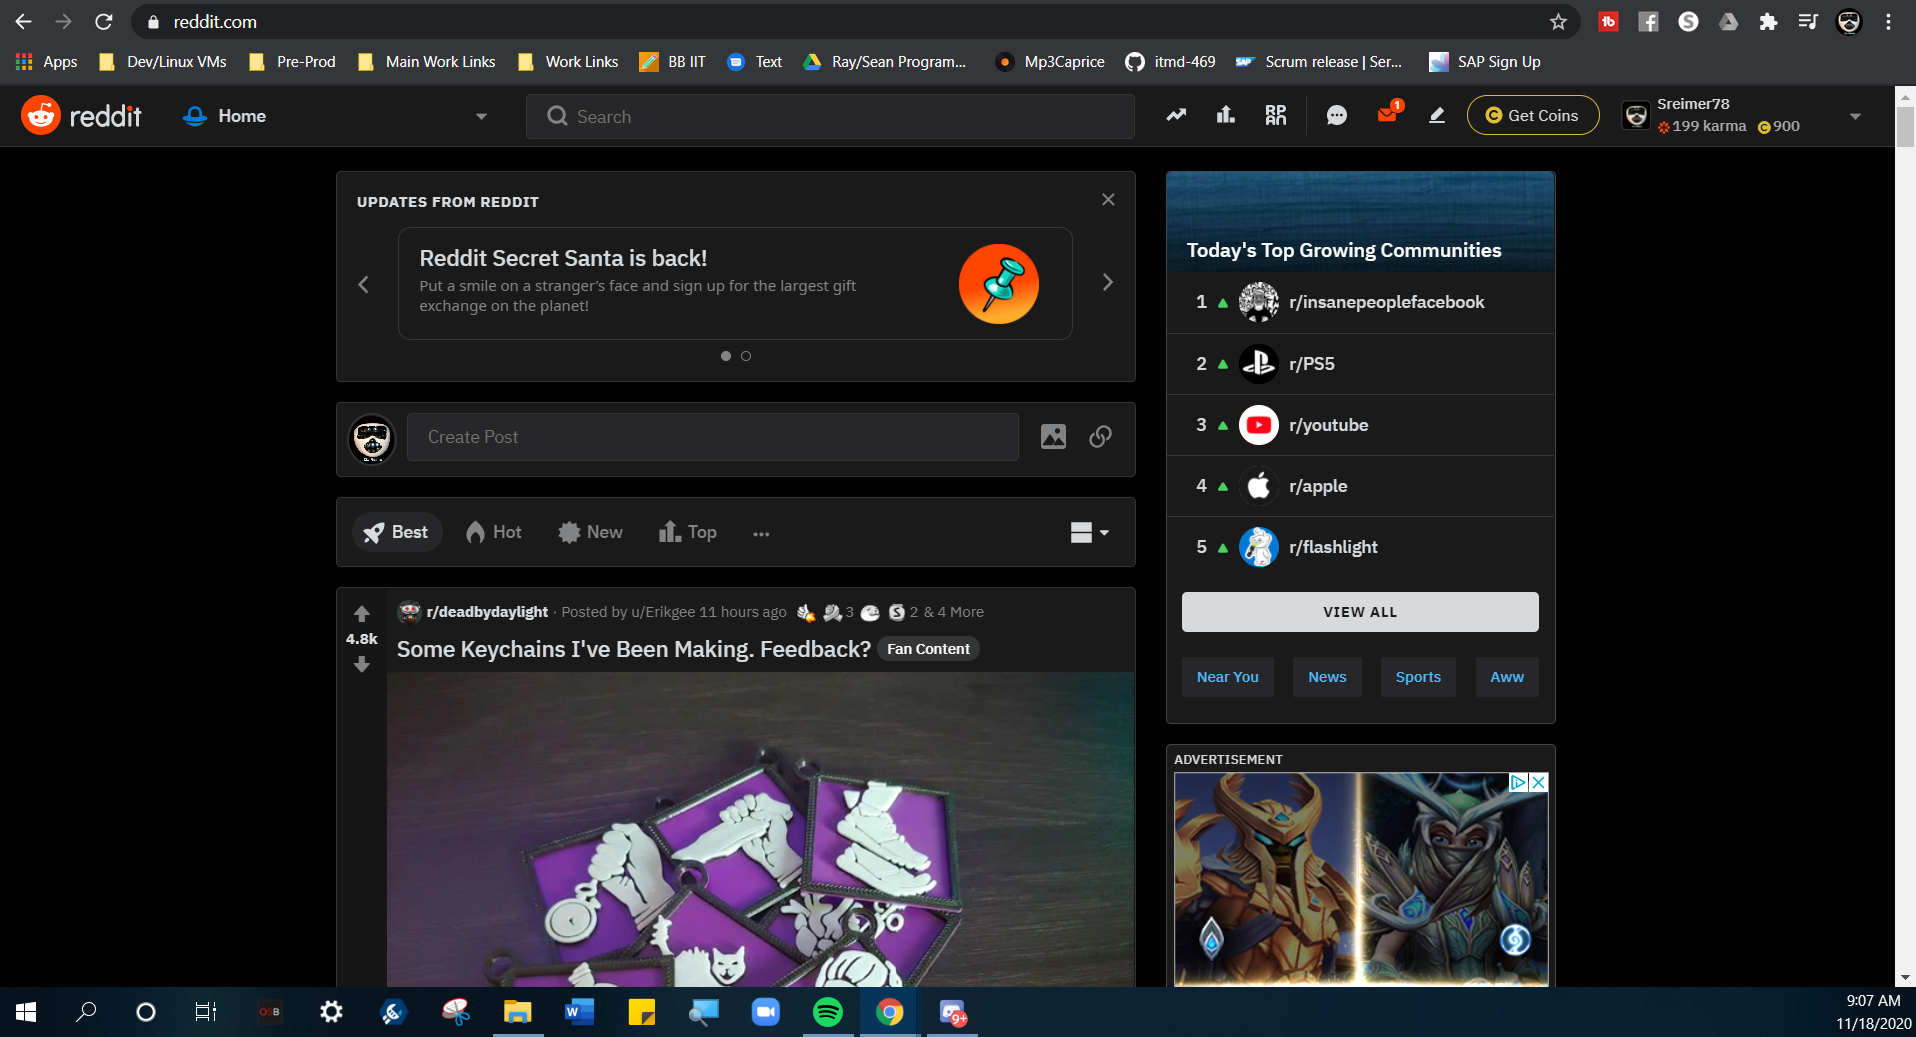 reddit.com
Apps Dev/Linux VMs Pre-Prod Main Work Links Work Links BB IIT Text Ray/Sean Program... Mp3Caprice itmd-469 Scrum release | Ser... SAP Sign Up
reddit Home Search 1 Get Coins Sreimer78
199 karma 900
UPDATES FROM REDDIT
Reddit Secret Santa is back!
Put a smile on a stranger's face and sign up for the largest gift
exchange on the planet!
Create Post
Best Hot New Top ...
r/deadbydaylight · Posted by u/Erikgee 11 hours ago 3 S 2 & 4 More
4.8k
Some Keychains I've Been Making. Feedback? Fan Content
Today's Top Growing Communities
1 r/insanepeoplefacebook
2 r/PS5
3 r/youtube
4 r/apple
5 r/flashlight
VIEW ALL
Near You News Sports Aww
ADVERTISEMENT
OSB W 9+
9:07 AM
11/18/2020